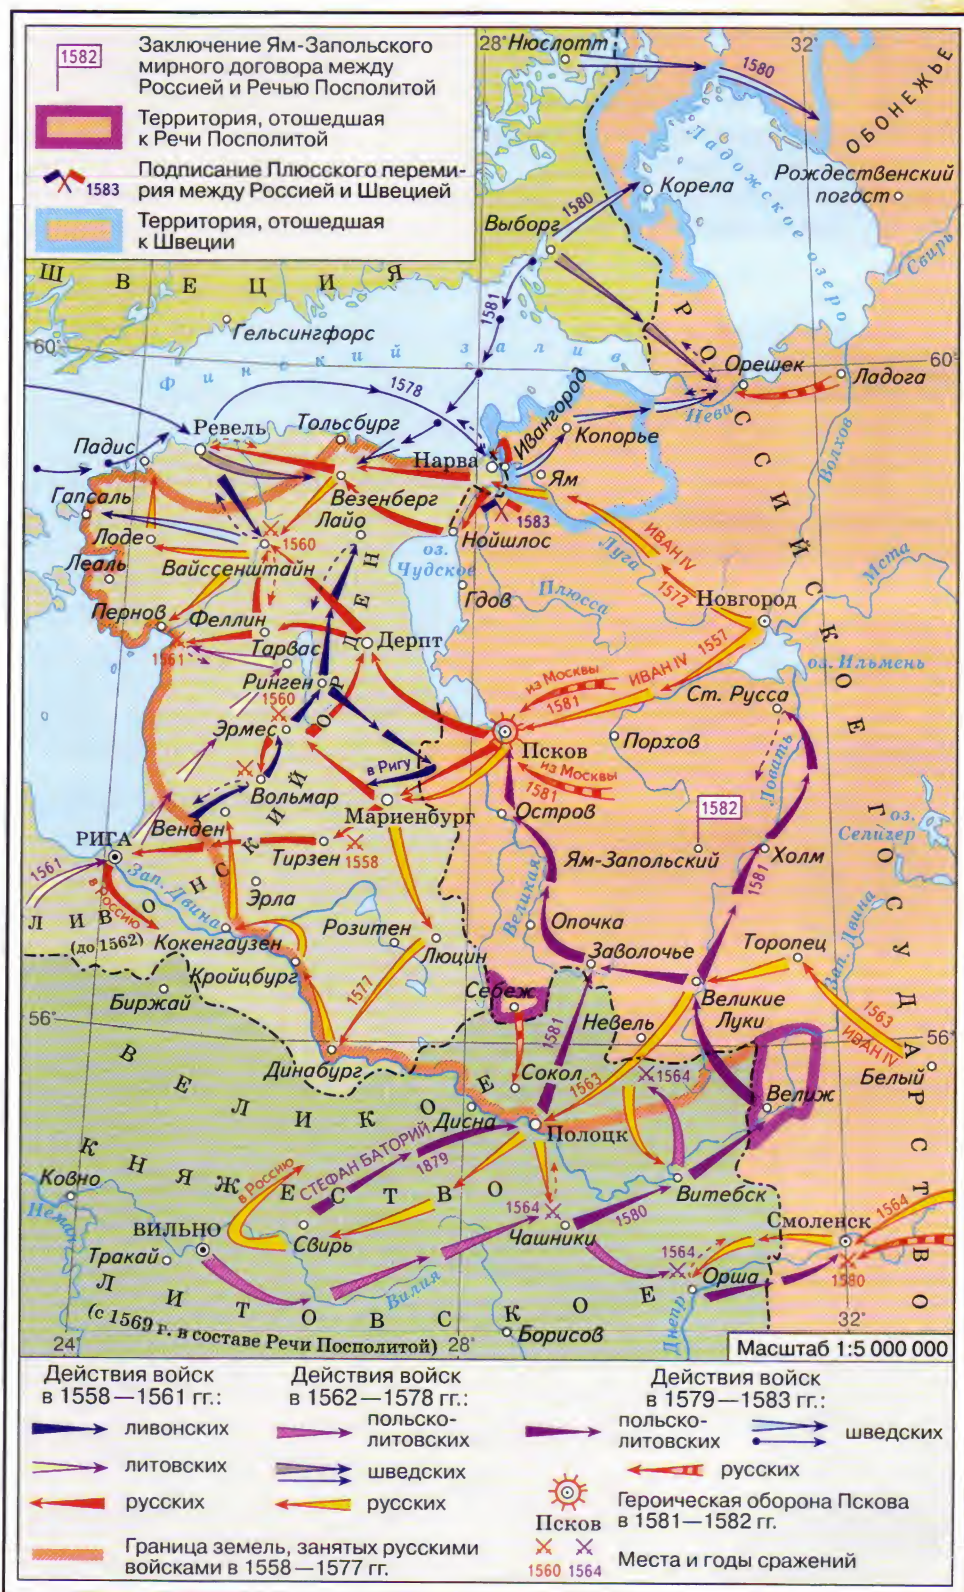 1582
Заключение Ям-Запольского
мирного договора между
Россией и Речью Посполитой
Территория, отошедшая
к Речи Посполитой
1583
Подписание Плюсского переми-
рия между Россией и Швецией
Территория, отошедшая
к Швеции
28°
Нюслотт
32°
1580
ОБОНЕЖЬЕ
Ладожское озеро
Корела
Рождественский
погост
1580
Выборг
Свирь
ШВЕЦИЯ
Гельсингфорс
1581
60°
60°
Финский залив
1578
Орешек
Ладога
Нева
Ревель
Тольсбург
Ивангород
Копорье
Волхов
Падис
Нарва
Ям
Гапсаль
Везенберг
1583
Лайо
Нойшлос
Лоде
1560
оз.
Чудское
Луга
ИВАН IV
1572
Мста
Леаль
Вайссенштайн
Гдов
Плюсса
Новгород
Пернов
Феллин
Дерпт
1557
1561
Тарвас
оз. Ильмень
Ринген
из Москвы
1581
ИВАН IV
Ст. Русса
1560
Эрмес
Псков
Порхов
Ловать
в Ригу
из Москвы
1581
Вольмар
Мариенбург
Остров
1582
оз.
Селигер
Венден
РИГА
Тирзен
1558
Ям-Запольский
Холм
1561
в Россию
Зап. Двина
Эрла
Великая
1581
ЛИВОНСКИЙ ОРДЕН
(до 1562)
Розитен
Опочка
Зап. Двина
Кокенгаузен
Люцин
Заволочье
Торопец
Кройцбург
1577
Биржай
Себеж
Великие
Луки
1563
ИВАН IV
56°
1581
Невель
56°
Белый
Динабург
Сокол
1563
1564
Велиж
Дисна
Полоцк
РОССИЙСКОЕ ГОСУДАРСТВО
ВЕЛИКОЕ
КНЯЖЕСТВО
ЛИТОВСКОЕ
(с 1569 г. в составе Речи Посполитой)
СТЕФАН БАТОРИЙ
1879
в Россию
Ковно
Неман
Витебск
1564
1580
ВИЛЬНО
Свирь
Чашники
Смоленск
1564
Тракай
1564
1580
Вилия
Орша
Днепр
Борисов
24°
28°
32°
Масштаб 1:5 000 000
Действия войск
в 1558—1561 гг.:
ливонских
литовских
русских
Граница земель, занятых русскими
войсками в 1558—1577 гг.
Действия войск
в 1562—1578 гг.:
польско-
литовских
шведских
русских
Действия войск
в 1579—1583 гг.:
польско-
литовских
шведских
русских
Псков
Героическая оборона Пскова
в 1581—1582 гг.
1560 1564
Места и годы сражений